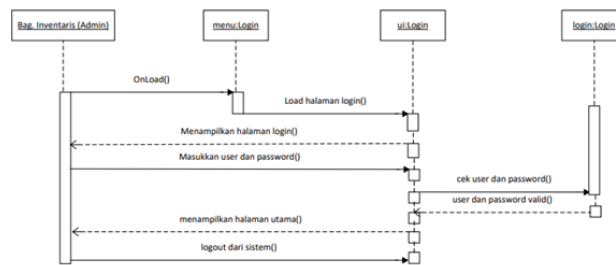 Bag. Inventaris (Admin)
menu:Login
ui:Login
login:Login
OnLoad()
Load halaman login()
Menampilkan halaman login()
Masukkan user dan password()
cek user dan password()
user dan password valid()
menampilkan halaman utama()
logout dari sistem()